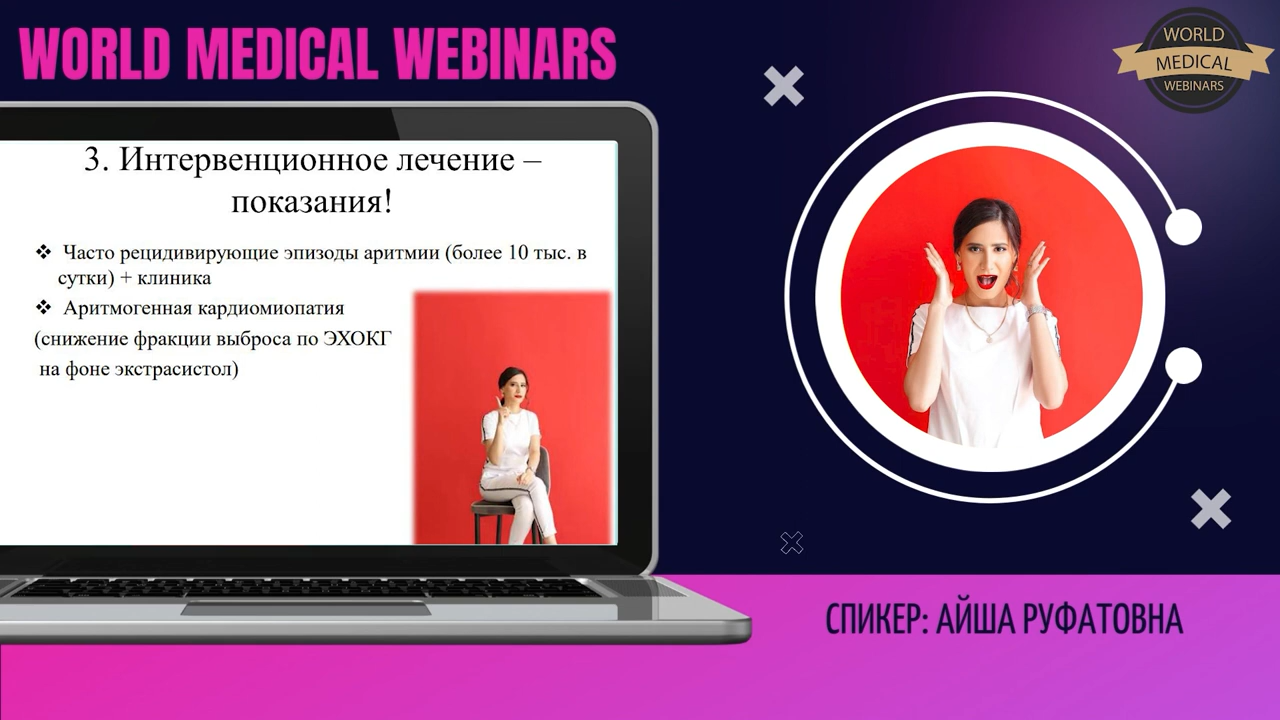 WORLD MEDICAL WEBINARS
WORLD
MEDICAL
WEBINARS
3. Интервенционное лечение –
показания!
❖ Часто рецидивирующие эпизоды аритмии (более 10 тыс. в
сутки) + клиника
❖ Аритмогенная кардиомиопатия
(снижение фракции выброса по ЭХОКГ
на фоне экстрасистол)
СПИКЕР: АЙША РУФАТОВНА